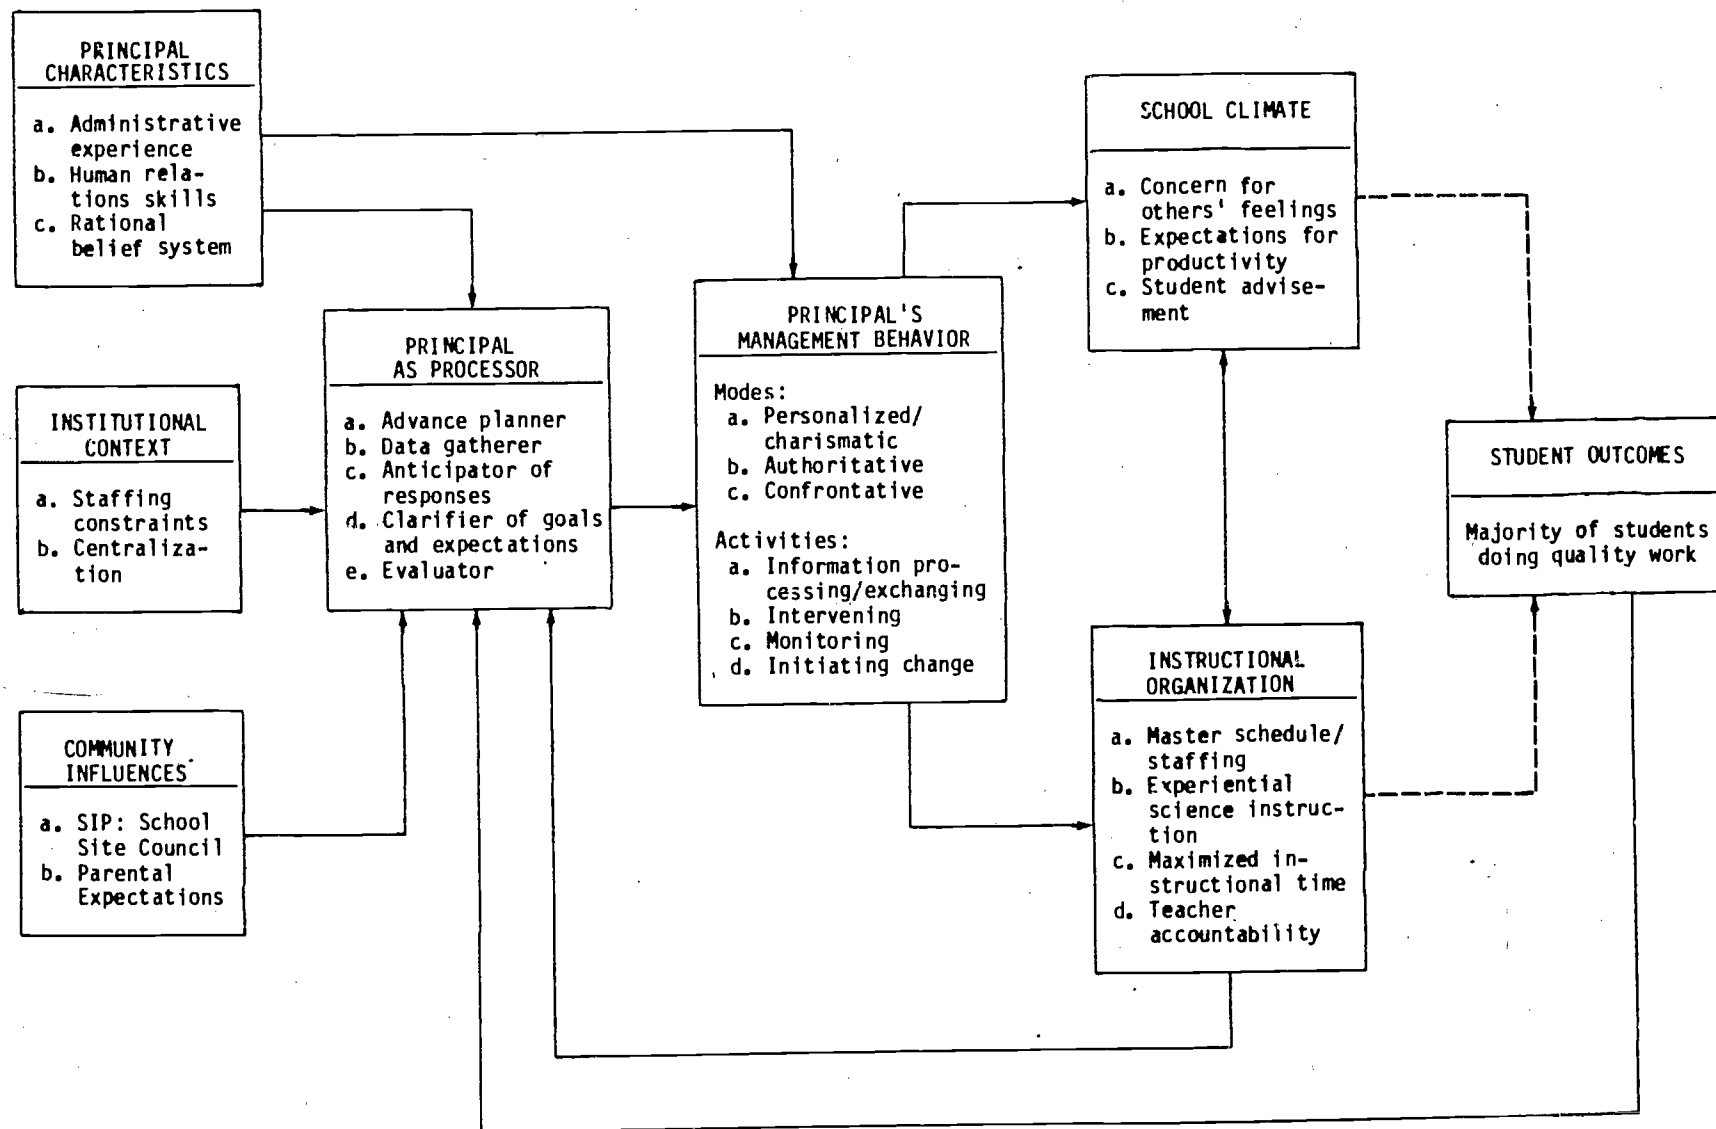 PRINCIPAL
CHARACTERISTICS
a. Administrative
experience
b. Human rela-
tions skills
c. Rational
belief system
INSTITUTIONAL
CONTEXT
a. Staffing
constraints
b. Centraliza-
tion
COMMUNITY
INFLUENCES
a. SIP: School
Site Council
b. Parental
Expectations
PRINCIPAL
AS PROCESSOR
a. Advance planner
b. Data gatherer
c. Anticipator of
responses
d. Clarifier of goals
and expectations
e. Evaluator
PRINCIPAL'S
MANAGEMENT BEHAVIOR
Modes:
a. Personalized/
charismatic
b. Authoritative
c. Confrontative
Activities:
a. Information pro-
cessing/exchanging
b. Intervening
c. Monitoring
d. Initiating change
SCHOOL CLIMATE
a. Concern for
others' feelings
b. Expectations for
productivity
c. Student advise-
ment
INSTRUCTIONAL
ORGANIZATION
a. Master schedule/
staffing
b. Experiential
science instruc-
tion
c. Maximized in-
structional time
d. Teacher
accountability
STUDENT OUTCOMES
Majority of students
doing quality work